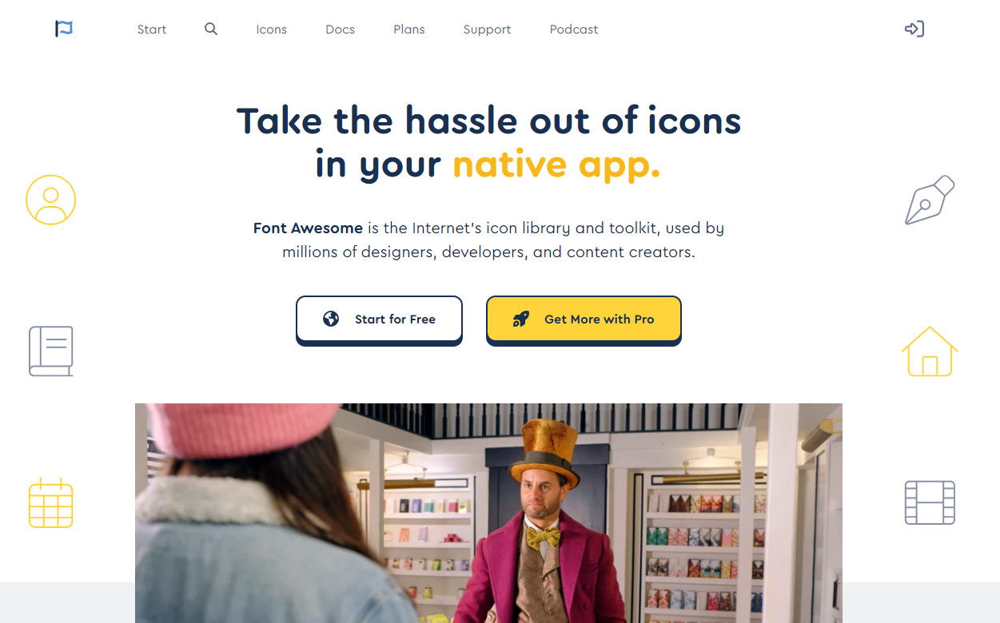 Start
Icons
Docs
Plans
Support
Podcast
Take the hassle out of icons
in your native app.
Font Awesome is the Internet's icon library and toolkit, used by
millions of designers, developers, and content creators.
Start for Free
Get More with Pro